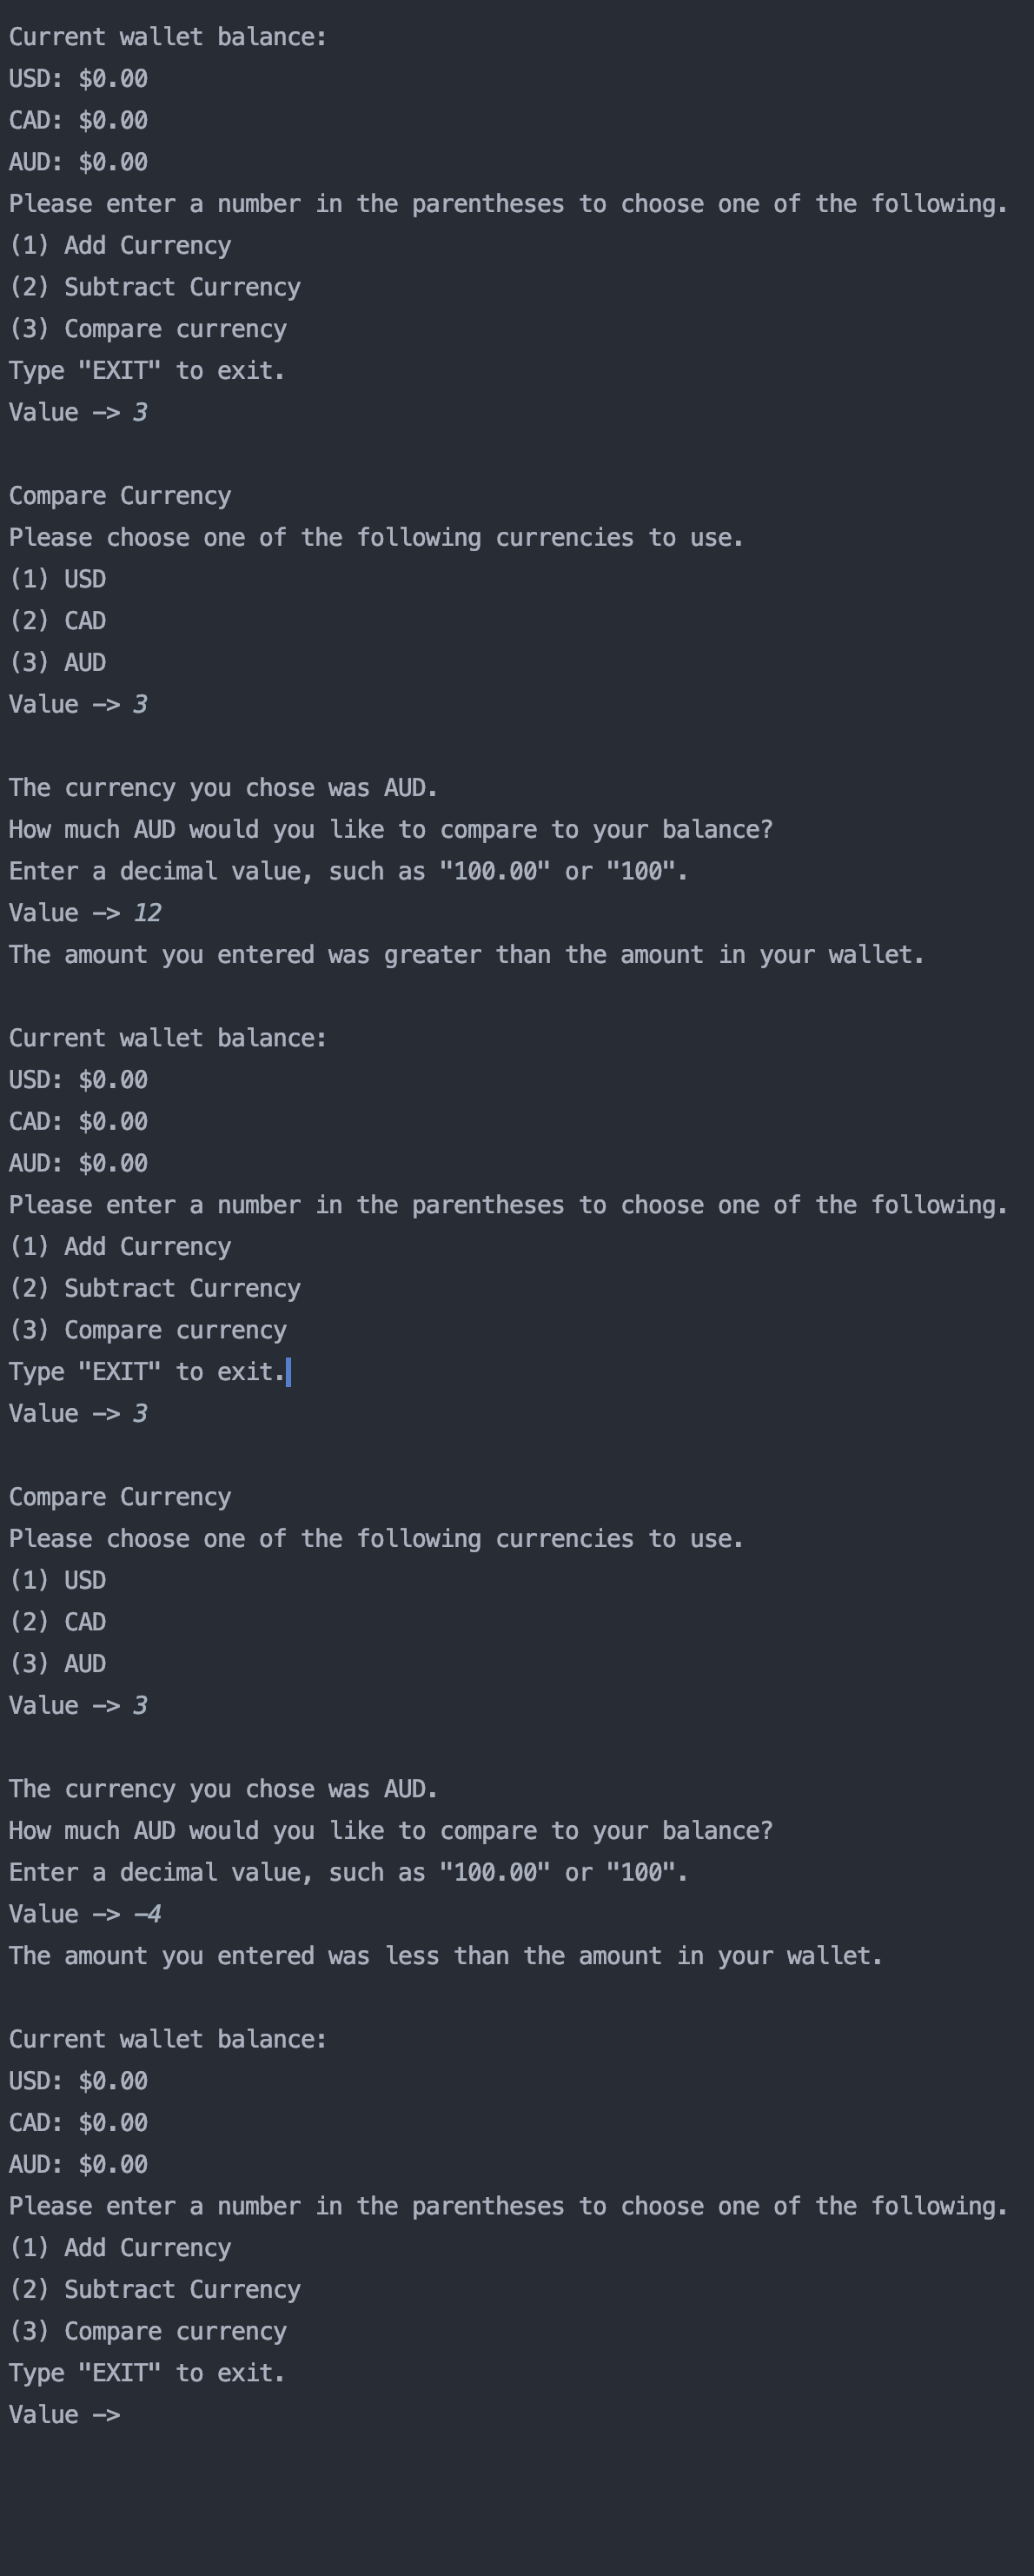 Current wallet balance:
USD: $0.00
CAD: $0.00
AUD: $0.00
Please enter a number in the parentheses to choose one of the following.
(1) Add Currency
(2) Subtract Currency
(3) Compare currency
Type "EXIT" to exit.
Value -> 3
Compare Currency
Please choose one of the following currencies to use.
(1) USD
(2) CAD
(3) AUD
Value -> 3
The currency you chose was AUD.
How much AUD would you like to compare to your balance?
Enter a decimal value, such as "100.00" or "100".
Value -> 12
The amount you entered was greater than the amount in your wallet.
Current wallet balance:
USD: $0.00
CAD: $0.00
AUD: $0.00
Please enter a number in the parentheses to choose one of the following.
(1) Add Currency
(2) Subtract Currency
(3) Compare currency
Type "EXIT" to exit.
Value -> 3
Compare Currency
Please choose one of the following currencies to use.
(1) USD
(2) CAD
(3) AUD
Value -> 3
The currency you chose was AUD.
How much AUD would you like to compare to your balance?
Enter a decimal value, such as "100.00" or "100".
Value -> -4
The amount you entered was less than the amount in your wallet.
Current wallet balance:
USD: $0.00
CAD: $0.00
AUD: $0.00
Please enter a number in the parentheses to choose one of the following.
(1) Add Currency
(2) Subtract Currency
(3) Compare currency
Type "EXIT" to exit.
Value ->